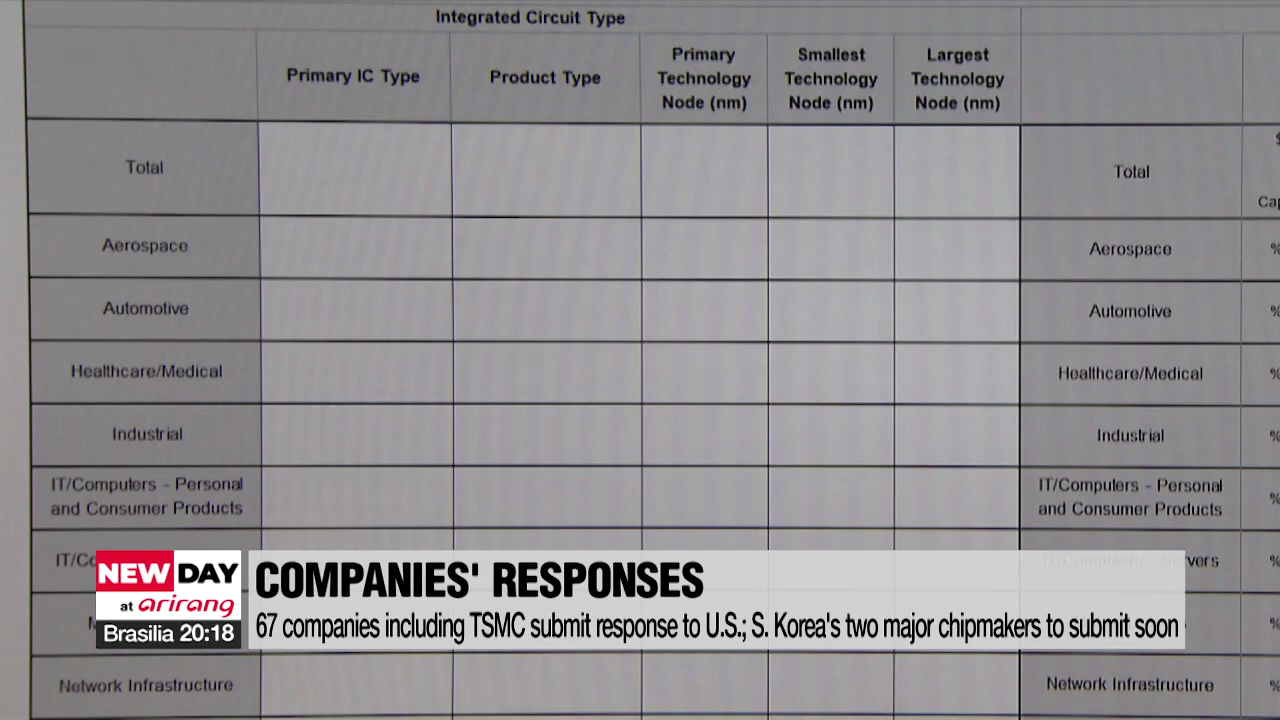 Integrated Circuit Type
Primary IC Type
Product Type
Primary
Technology
Node (nm)
Smallest
Technology
Node (nm)
Largest
Technology
Node (nm)
Total
Total
Aerospace
Aerospace
%
Automotive
Automotive
%
Healthcare/Medical
Healthcare/Medical
%
Industrial
Industrial
%
IT/Computers - Personal
and Consumer Products
IT/Computers - Personal
and Consumer Products
%
%
%
Network Infrastructure
Network Infrastructure
%
NEW DAY
at arirang
Brasilia 20:18
COMPANIES' RESPONSES
67 companies including TSMC submit response to U.S.; S. Korea's two major chipmakers to submit soon